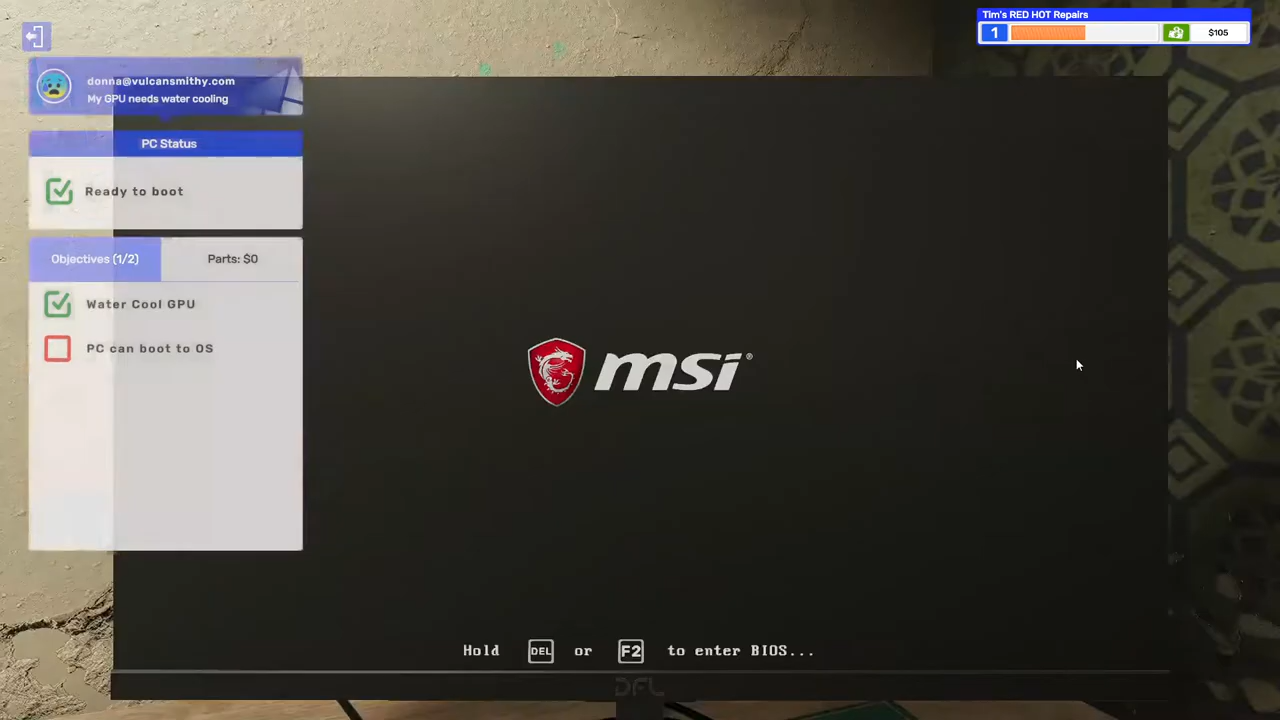 Tim's RED HOT Repairs
1
$105
donna@vulcansmithy.com
My GPU needs water cooling
PC Status
Ready to boot
Objectives (1/2)
Parts: $0
Water Cool GPU
PC can boot to OS
msi®
Hold DEL or F2 to enter BIOS...
DFL